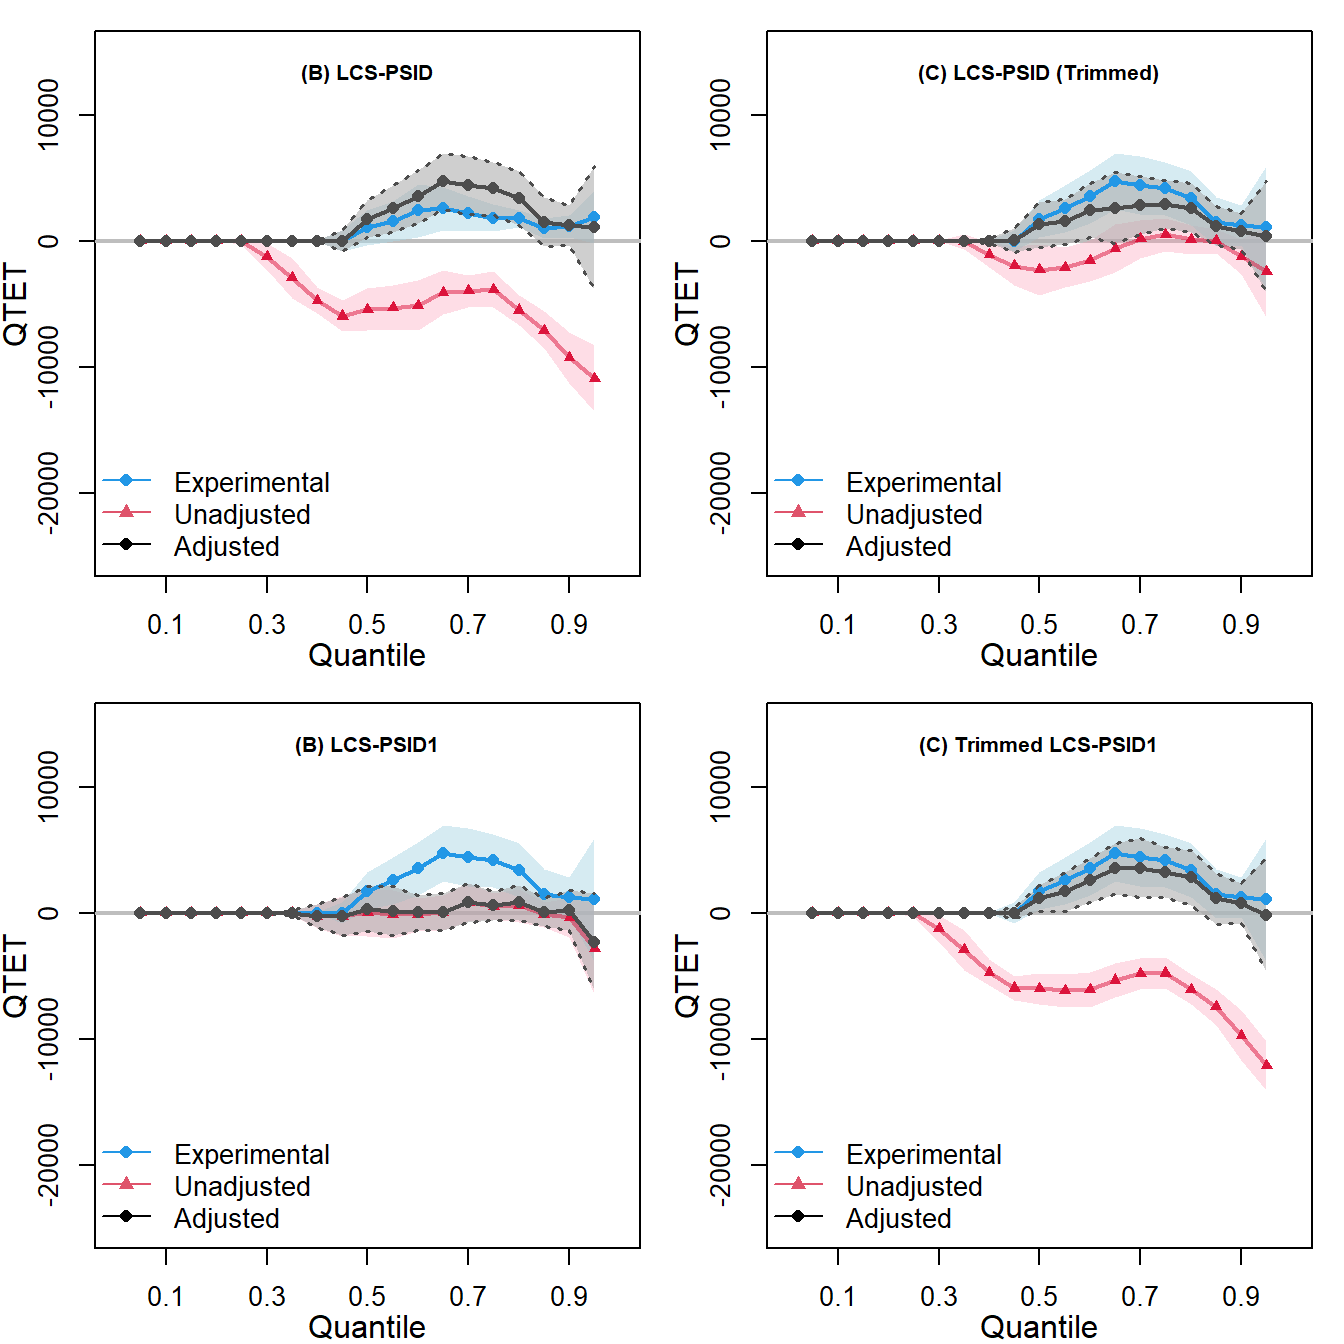 (B) LCS-PSID
QTET
10000
0
-10000
-20000
Experimental
Unadjusted
Adjusted
0.1 0.3 0.5 0.7 0.9
Quantile
(C) LCS-PSID (Trimmed)
QTET
10000
0
-10000
-20000
Experimental
Unadjusted
Adjusted
0.1 0.3 0.5 0.7 0.9
Quantile
(B) LCS-PSID1
QTET
10000
0
-10000
-20000
Experimental
Unadjusted
Adjusted
0.1 0.3 0.5 0.7 0.9
Quantile
(C) Trimmed LCS-PSID1
QTET
10000
0
-10000
-20000
Experimental
Unadjusted
Adjusted
0.1 0.3 0.5 0.7 0.9
Quantile